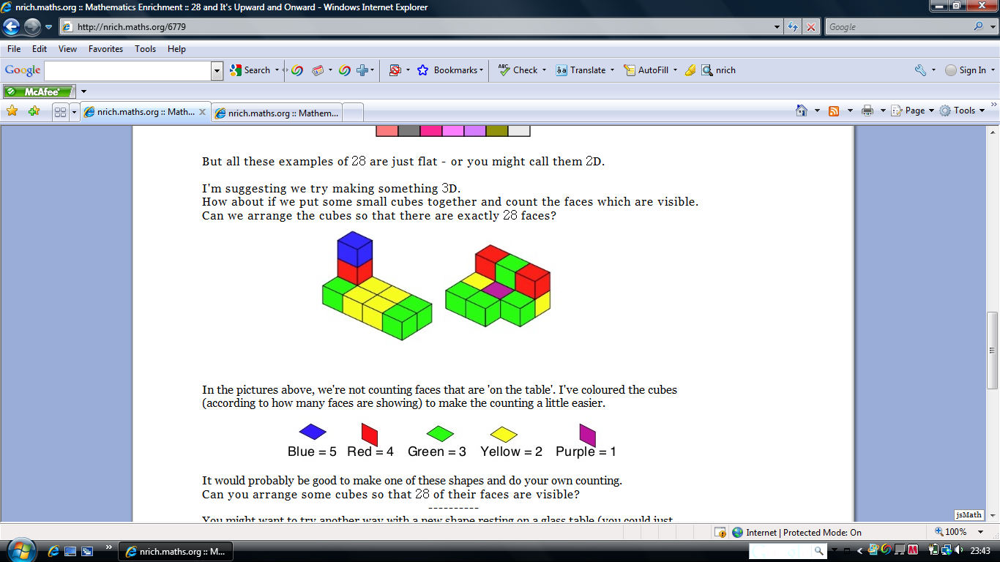 nrich.maths.org :: Mathematics Enrichment :: 28 and It's Upward and Onward - Windows Internet Explorer
http://nrich.maths.org/6779
Google
File Edit View Favorites Tools Help
Google Search Bookmarks ABC Check Translate AutoFill nrich Sign In
McAfee
nrich.maths.org :: Math... nrich.maths.org :: Mathem... Page Tools
But all these examples of 28 are just flat - or you might call them 2D.
I'm suggesting we try making something 3D.
How about if we put some small cubes together and count the faces which are visible.
Can we arrange the cubes so that there are exactly 28 faces?
In the pictures above, we're not counting faces that are 'on the table'. I've coloured the cubes
(according to how many faces are showing) to make the counting a little easier.
Blue = 5 Red = 4 Green = 3 Yellow = 2 Purple = 1
It would probably be good to make one of these shapes and do your own counting.
Can you arrange some cubes so that 28 of their faces are visible?
----------
You might want to try another way with a new shape resting on a glass table (you could just
jsMath
Internet | Protected Mode: On 100%
nrich.maths.org :: M... 23:43